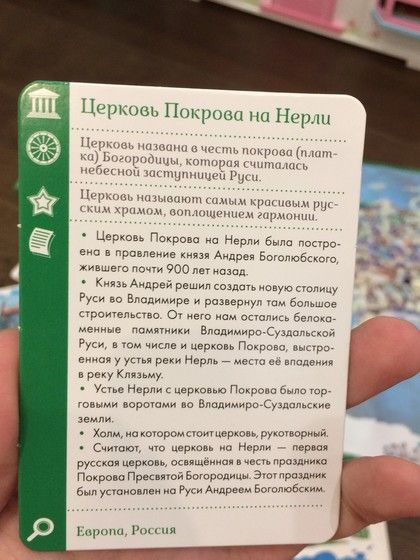 Церковь Покрова на Нерли
Церковь названа в честь покрова (плат-
ка) Богородицы, которая считалась
небесной заступницей Руси.
Церковь называют самым красивым рус-
ским храмом, воплощением гармонии.
• Церковь Покрова на Нерли была постро-
ена в правление князя Андрея Боголюбского,
жившего почти 900 лет назад.
• Князь Андрей решил создать новую столицу
Руси во Владимире и развернул там большое
строительство. От него нам остались белока-
менные памятники Владимиро-Суздальской
Руси, в том числе и церковь Покрова, выстро-
енная у устья реки Нерль — места её впадения
в реку Клязьму.
• Устье Нерли с церковью Покрова было тор-
говыми воротами во Владимиро-Суздальские
земли.
• Холм, на котором стоит церковь, рукотворный.
• Считают, что церковь на Нерли — первая
русская церковь, освящённая в честь праздника
Покрова Пресвятой Богородицы. Этот праздник
был установлен на Руси Андреем Боголюбским.
Европа, Россия